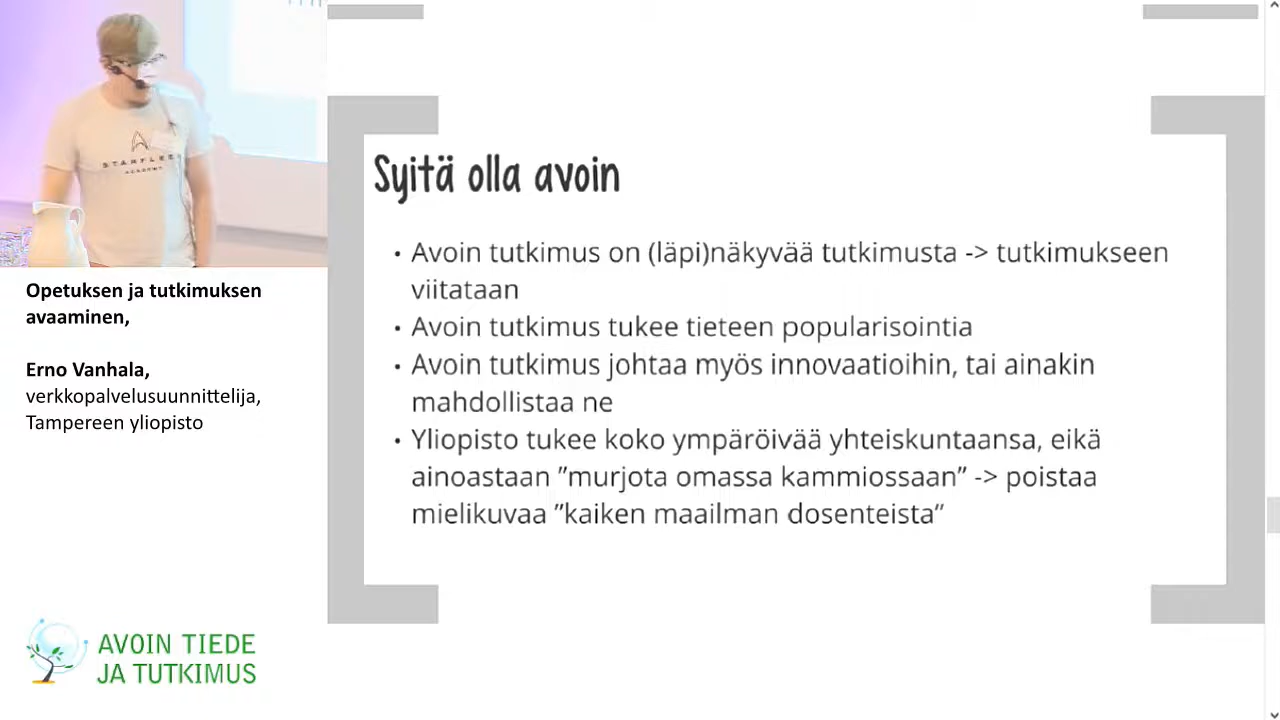 STARFLEET
ACADEMY
Opetuksen ja tutkimuksen
avaaminen,
Erno Vanhala,
verkkopalvelusuunnittelija,
Tampereen yliopisto
AVOIN TIEDE
JA TUTKIMUS
Syitä olla avoin
• Avoin tutkimus on (läpi)näkyvää tutkimusta -> tutkimukseen
viitataan
• Avoin tutkimus tukee tieteen popularisointia
• Avoin tutkimus johtaa myös innovaatioihin, tai ainakin
mahdollistaa ne
• Yliopisto tukee koko ympäröivää yhteiskuntaansa, eikä
ainoastaan ”murjota omassa kammiossaan” -> poistaa
mielikuvaa ”kaiken maailman dosenteista”